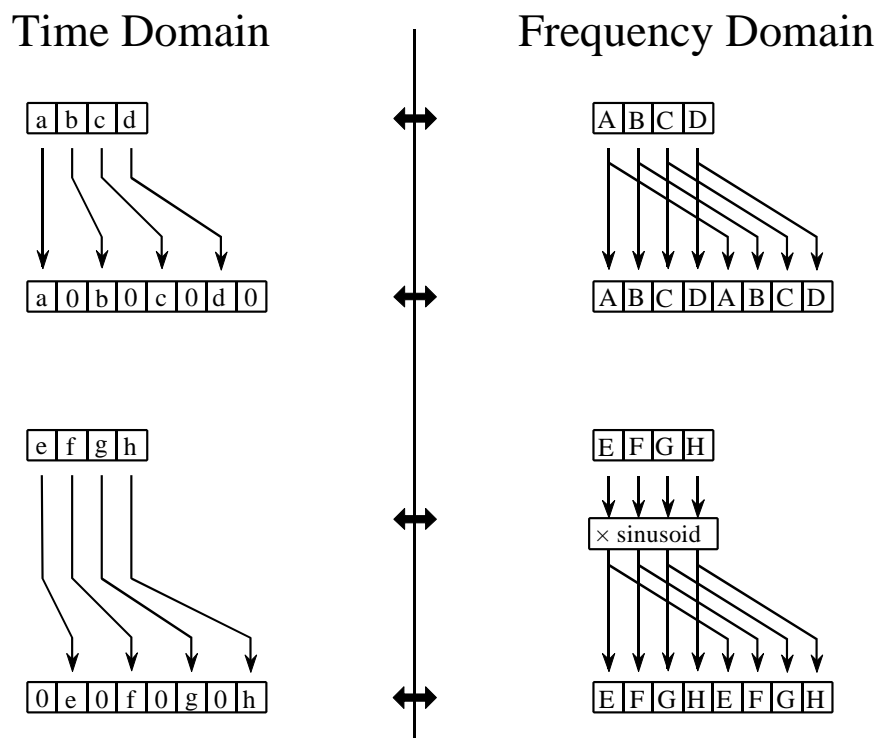 Time Domain
Frequency Domain
a b c d
A B C D
a 0 b 0 c 0 d 0
A B C D A B C D
e f g h
E F G H
× sinusoid
0 e 0 f 0 g 0 h
E F G H E F G H